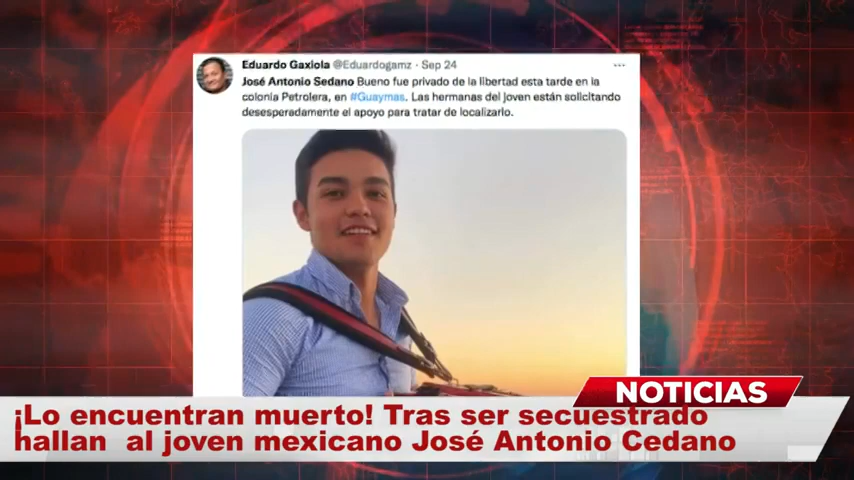 Eduardo Gaxiola @Eduardogamz · Sep 24 ...
José Antonio Sedano Bueno fue privado de la libertad esta tarde en la
colonia Petrolera, en #Guaymas. Las hermanas del joven están solicitando
desesperadamente el apoyo para tratar de localizarlo.
NOTICIAS
¡Lo encuentran muerto! Tras ser secuestrado
hallan al joven mexicano José Antonio Cedano